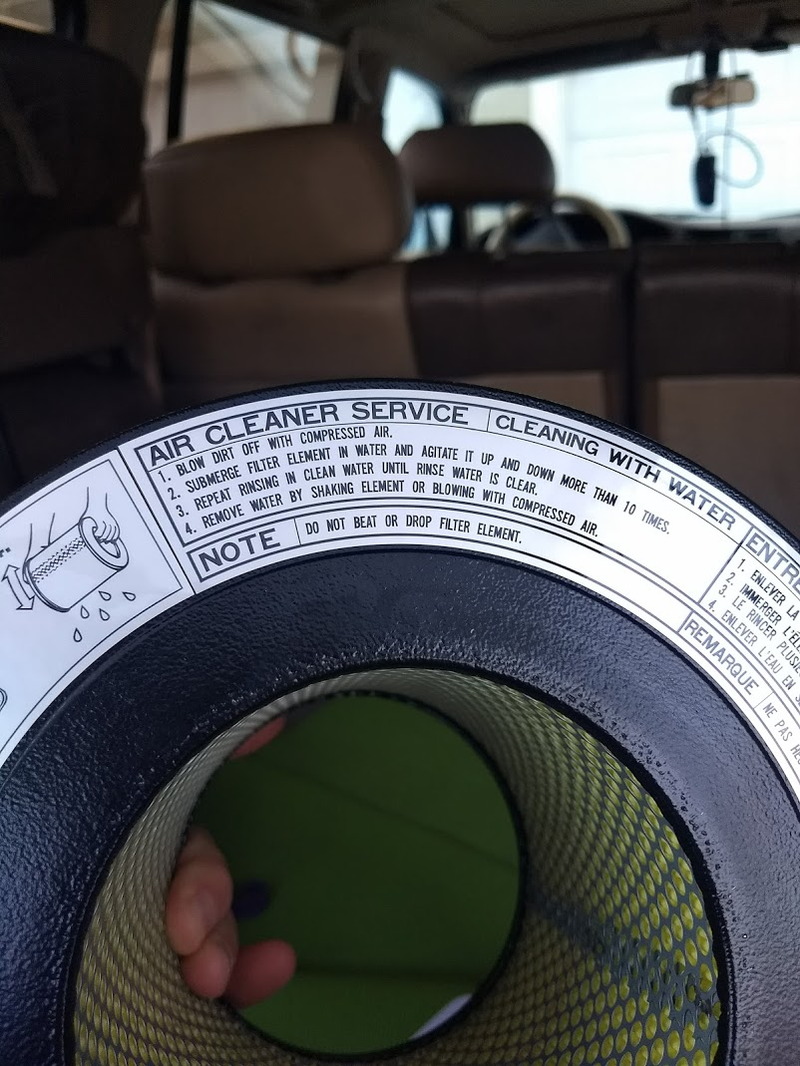 AIR CLEANER SERVICE
CLEANING WITH WATER
1. BLOW DIRT OFF WITH COMPRESSED AIR.
2. SUBMERGE FILTER ELEMENT IN WATER AND AGITATE IT UP AND DOWN MORE THAN 10 TIMES.
3. REPEAT RINSING IN CLEAN WATER UNTIL RINSE WATER IS CLEAR.
4. REMOVE WATER BY SHAKING ELEMENT OR BLOWING WITH COMPRESSED AIR.
NOTE
DO NOT BEAT OR DROP FILTER ELEMENT.
1. ENLEVER LA
2. IMMERGER
3. LE RINCER
4. ENLEVER L'EAU EN
REMARQUE
NE PAS